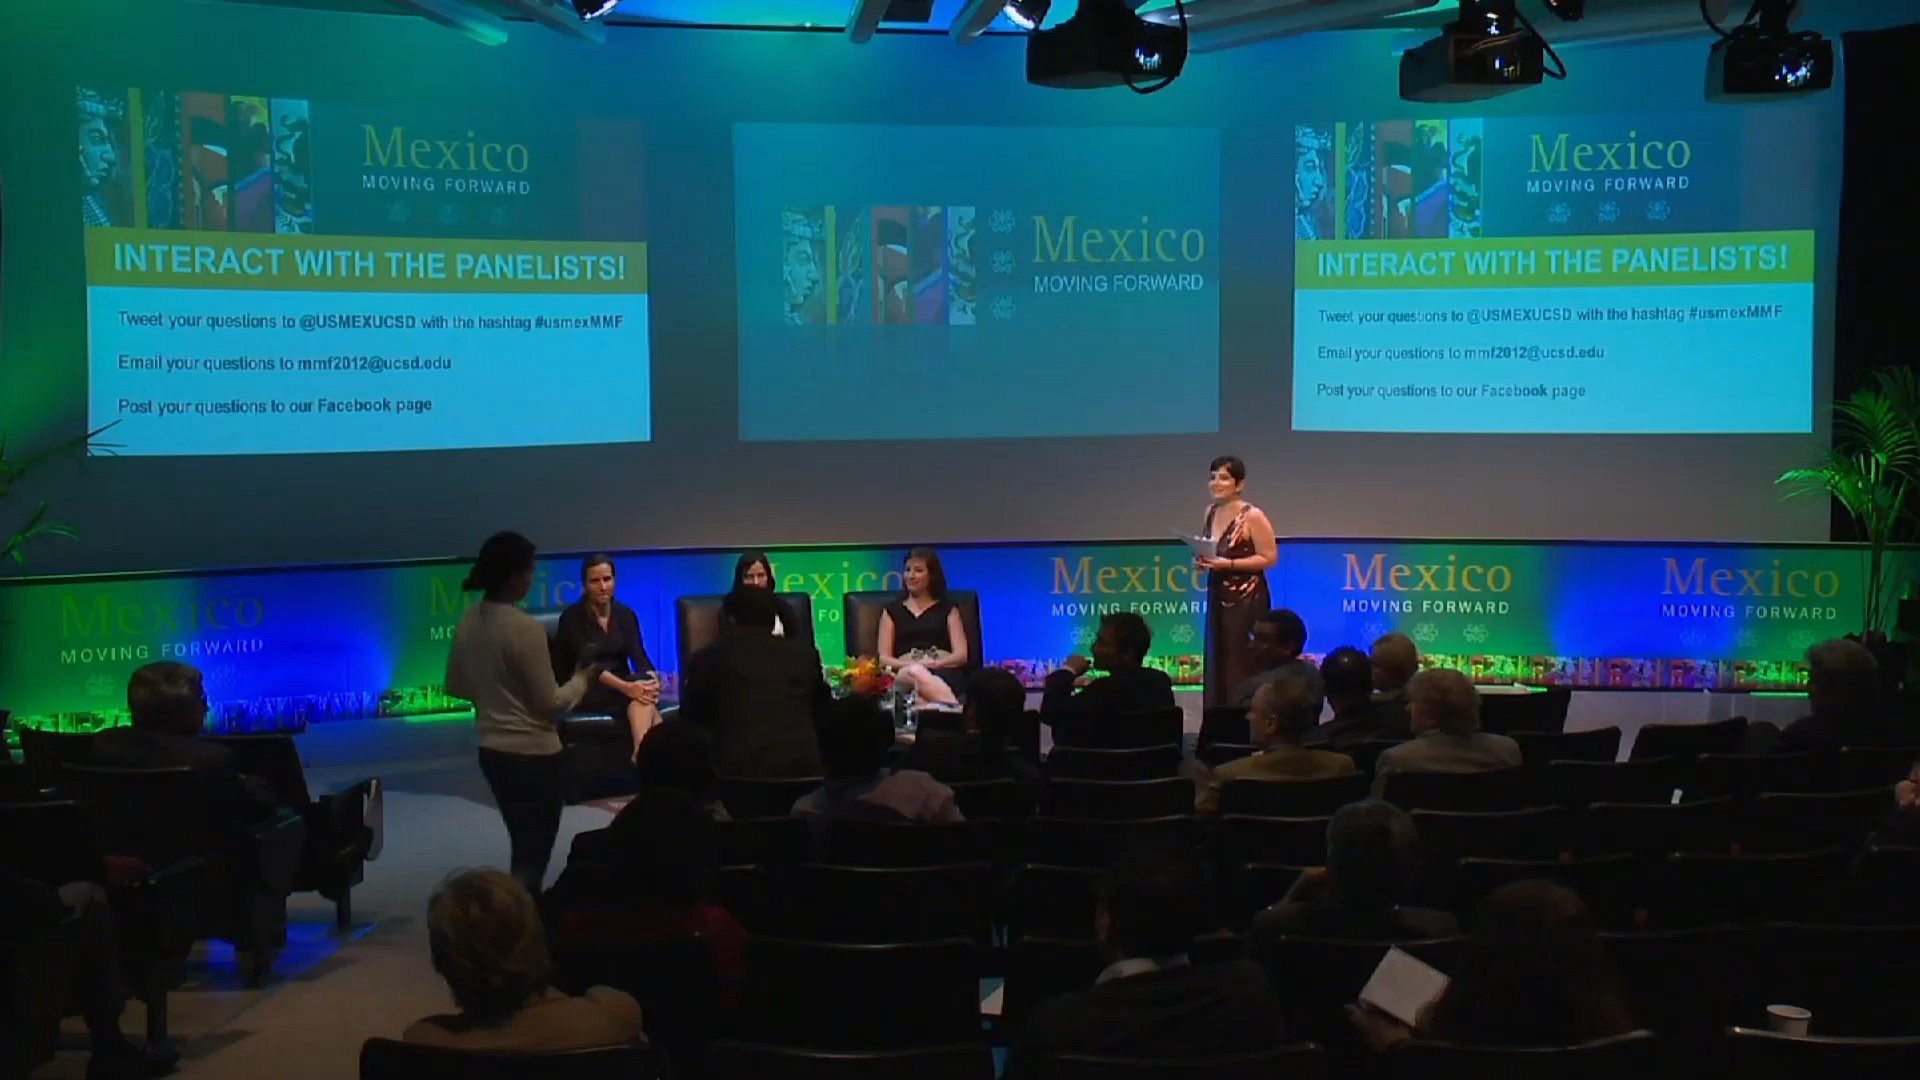 Mexico
MOVING FORWARD
INTERACT WITH THE PANELISTS!
Tweet your questions to @USMEXUCSD with the hashtag #usmexMMF
Email your questions to mmf2012@ucsd.edu
Post your questions to our Facebook page
Mexico
MOVING FORWARD
Mexico
MOVING FORWARD
INTERACT WITH THE PANELISTS!
Tweet your questions to @USMEXUCSD with the hashtag #usmexMMF
Email your questions to mmf2012@ucsd.edu
Post your questions to our Facebook page
Mexico
MOVING FORWARD
Mexico
MOVING FORWARD
Mexico
MOVING FORWARD
Mexico
MOVING FORWARD